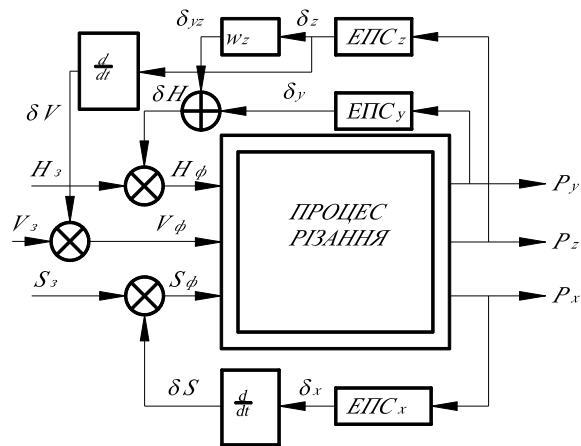 δyz
wz
δz
ЕПСz
d
dt
δV
δH
δy
ЕПСy
Hз
Hф
Py
ПРОЦЕС
РІЗАННЯ
Vз
Vф
Pz
Sз
Sф
Px
δS
d
dt
δx
ЕПСx